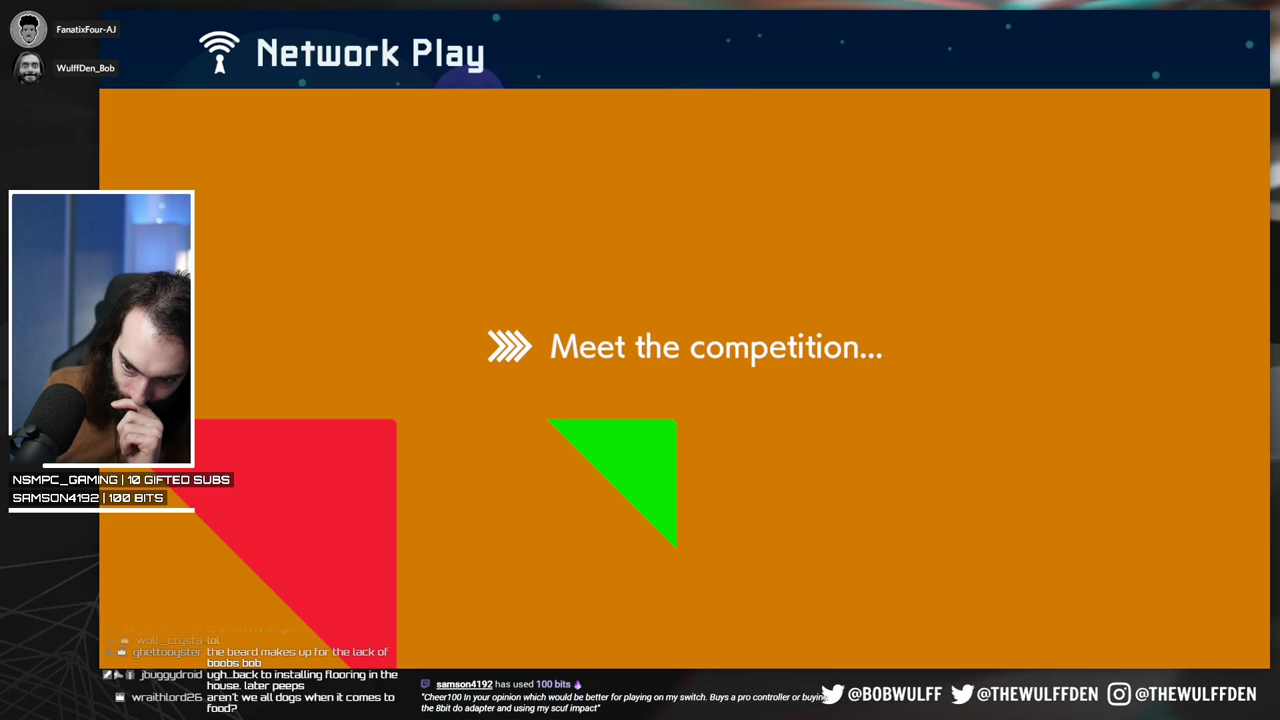 FanatixFour-AJ
WulffDen_Bob
Network Play
Meet the competition...
NSMPC_GAMING | 10 GIFTED SUBS
SAMSON4192 | 100 BITS
wolf_crysta lol
ghettooyster the beard makes up for the lack of
boobs bob
jbuggydroid ugh...back to installing flooring in the
house. later peeps
wraithlord26 aren't we all dogs when it comes to
food?
samson4192 has used 100 bits
"Cheer100 In your opinion which would be better for playing on my switch. Buys a pro controller or buying
the 8bit do adapter and using my scuf impact"
@BOBWULFF @THEWULFFDEN @THEWULFFDEN